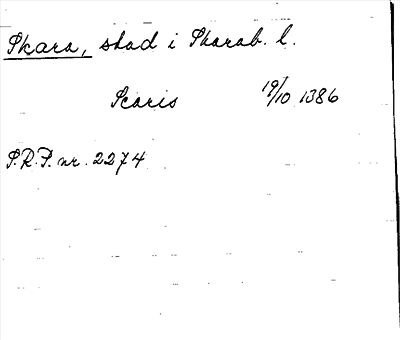 Skara, stad i Skarab. l.
Scaris 19/10 1386
S.R.P. nr. 2274